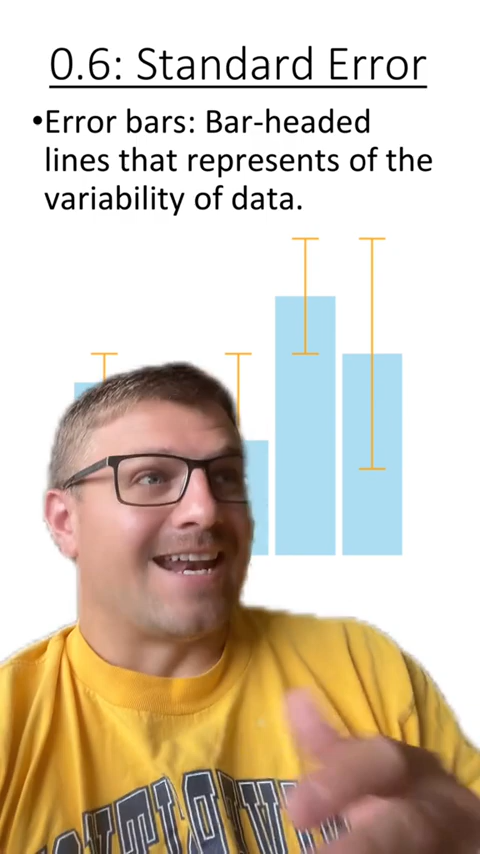 0.6: Standard Error
•Error bars: Bar-headed
lines that represents of the
variability of data.